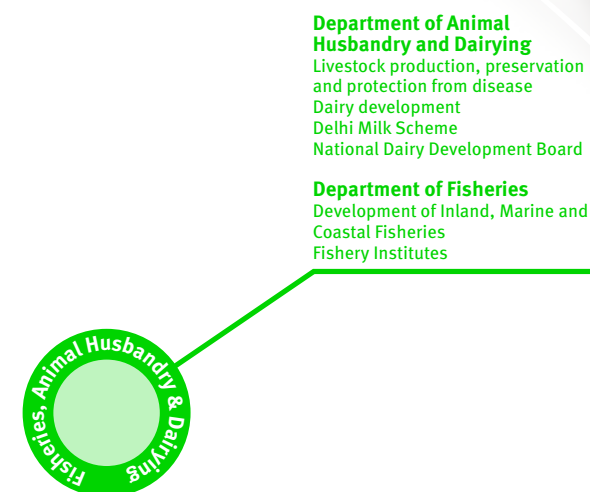 Department of Animal
Husbandry and Dairying
Livestock production, preservation
and protection from disease
Dairy development
Delhi Milk Scheme
National Dairy Development Board
Department of Fisheries
Development of Inland, Marine and
Coastal Fisheries
Fishery Institutes
Fisheries, Animal Husbandry & Dairying